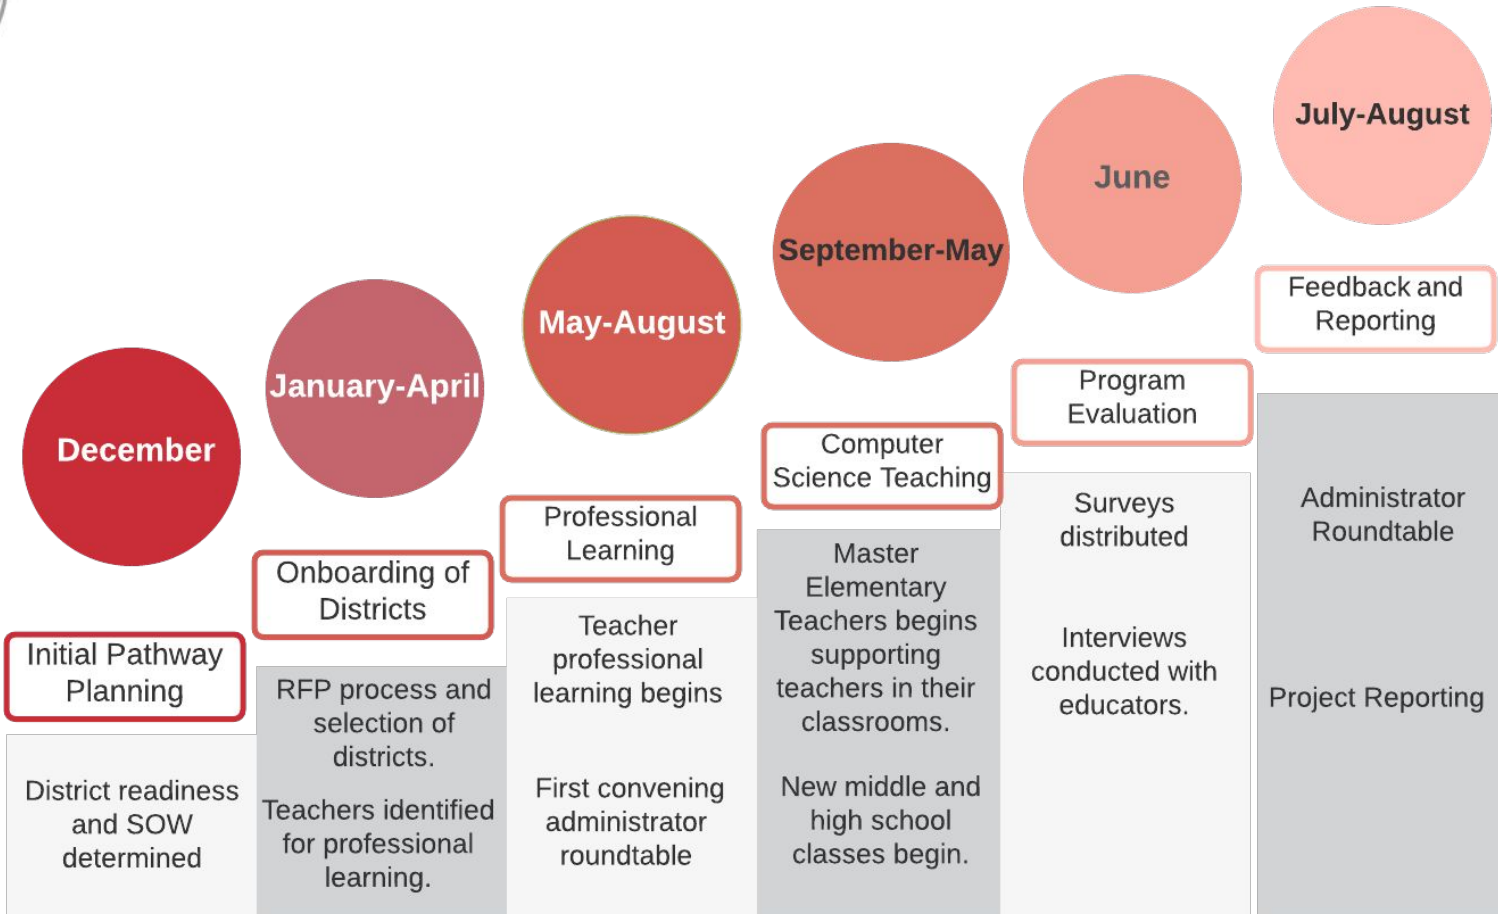 December
Initial Pathway
Planning
District readiness
and SOW
determined
January-April
Onboarding of
Districts
RFP process and
selection of
districts.
Teachers identified
for professional
learning.
May-August
Professional
Learning
Teacher
professional
learning begins
First convening
administrator
roundtable
September-May
Computer
Science Teaching
Master
Elementary
Teachers begins
supporting
teachers in their
classrooms.
New middle and
high school
classes begin.
June
Program
Evaluation
Surveys
distributed
Interviews
conducted with
educators.
July-August
Feedback and
Reporting
Administrator
Roundtable
Project Reporting